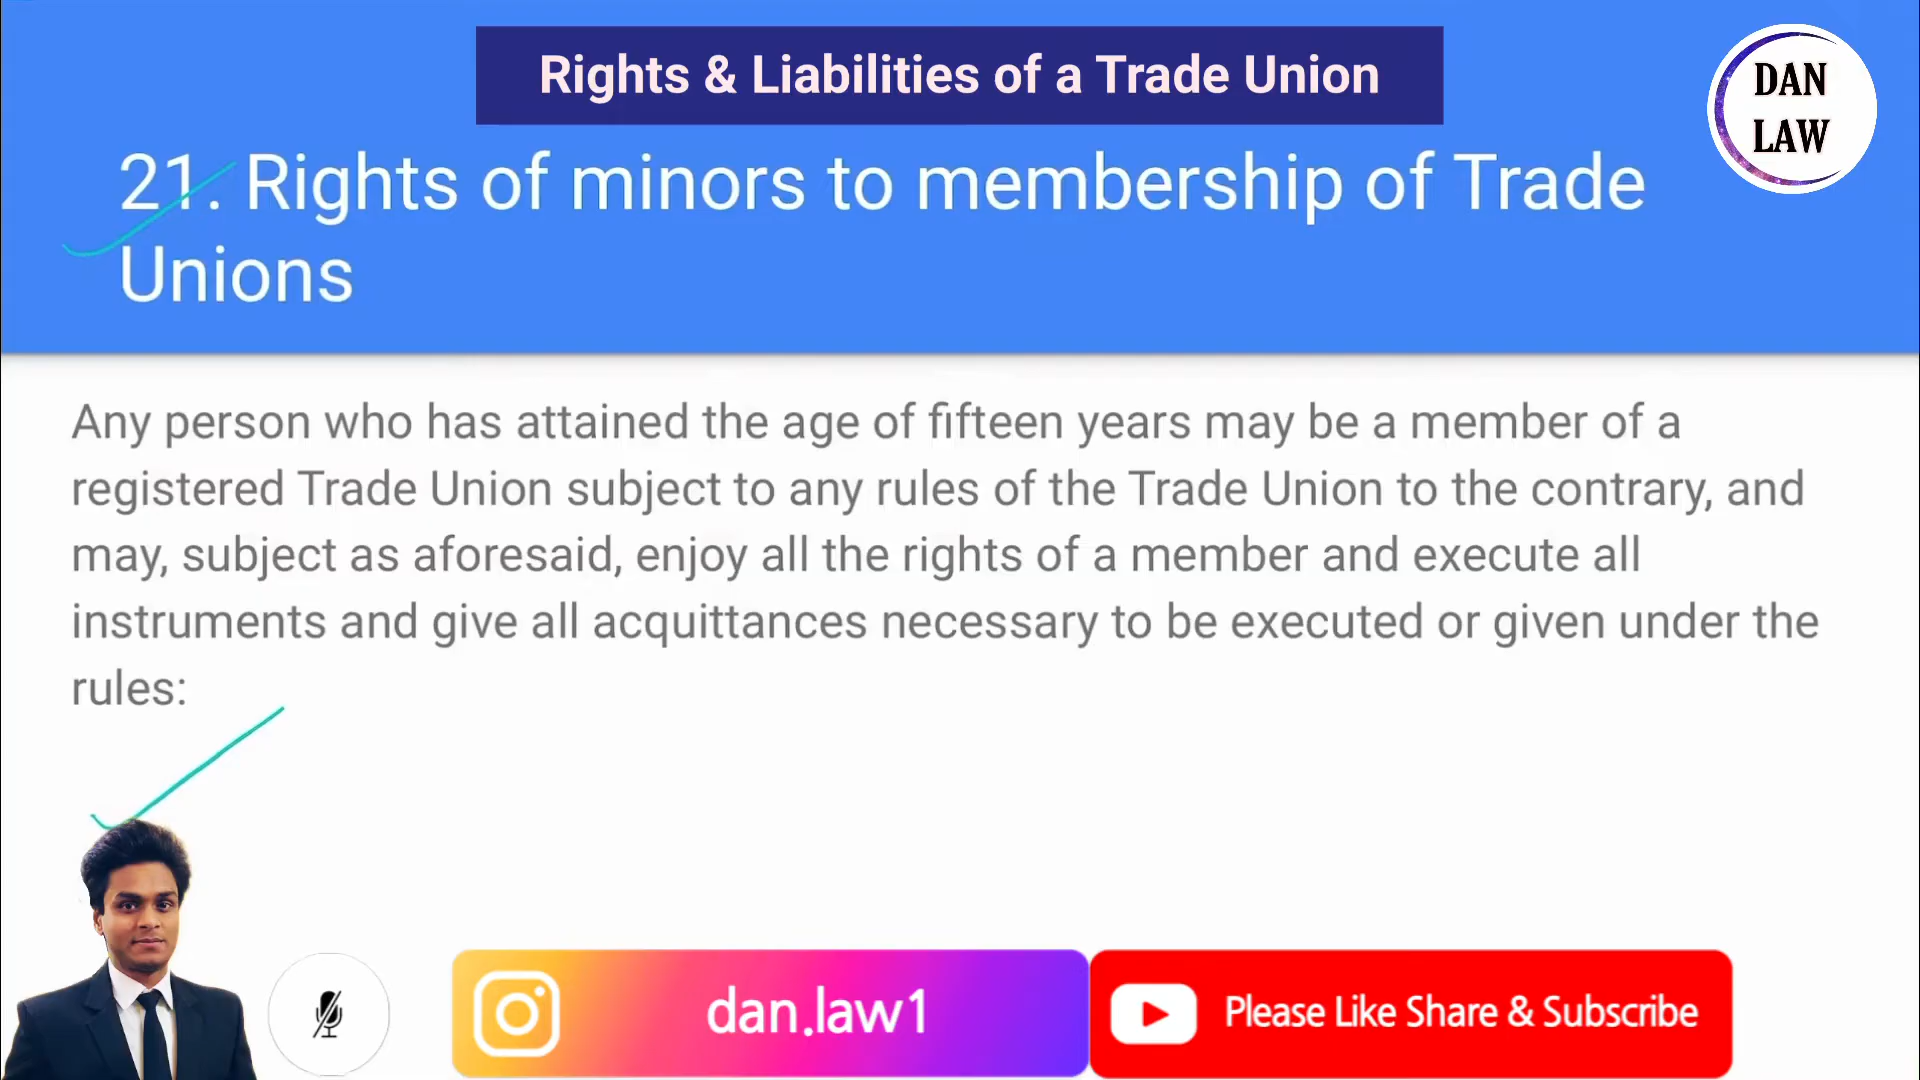 Rights & Liabilities of a Trade Union
DAN
LAW
21. Rights of minors to membership of Trade
Unions
Any person who has attained the age of fifteen years may be a member of a
registered Trade Union subject to any rules of the Trade Union to the contrary, and
may, subject as aforesaid, enjoy all the rights of a member and execute all
instruments and give all acquittances necessary to be executed or given under the
rules:
dan.law1
Please Like Share & Subscribe